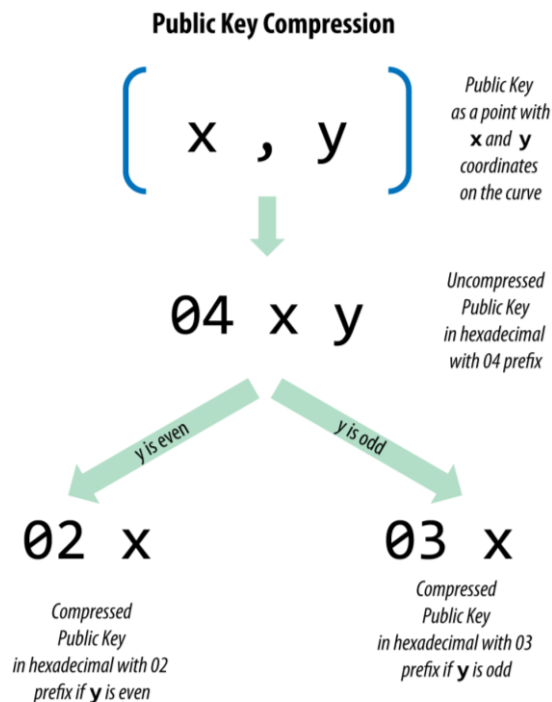 Public Key Compression
x , y
Public Key
as a point with
x and y
coordinates
on the curve
04 x y
Uncompressed
Public Key
in hexadecimal
with 04 prefix
y is even
y is odd
02 x
03 x
Compressed
Public Key
in hexadecimal with 02
prefix if y is even
Compressed
Public Key
in hexadecimal with 03
prefix if y is odd